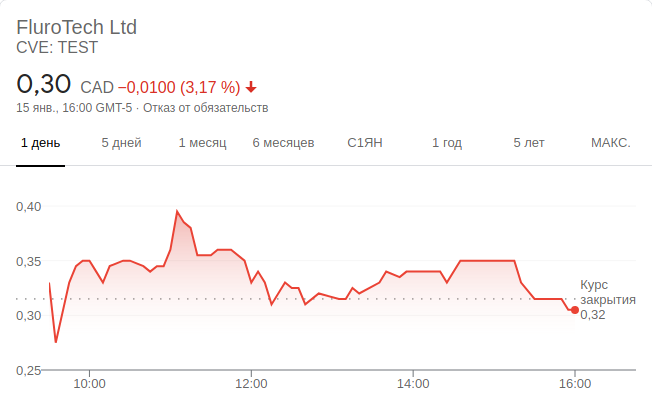 FluroTech Ltd
CVE: TEST
0,30 CAD −0,0100 (3,17 %)
15 янв., 16:00 GMT-5 · Отказ от обязательств
1 день 5 дней 1 месяц 6 месяцев С1ЯН 1 год 5 лет МАКС.
0,40
0,35
Курс
закрытия
0,30 0,32
0,25
10:00 12:00 14:00 16:00